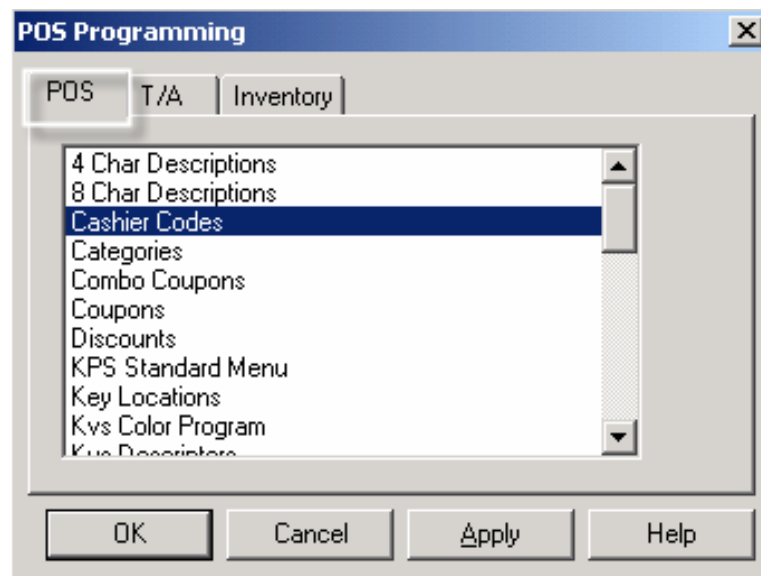 POS Programming
POS T/A Inventory
4 Char Descriptions
8 Char Descriptions
Cashier Codes
Categories
Combo Coupons
Coupons
Discounts
KPS Standard Menu
Key Locations
Kvs Color Program
OK Cancel Apply Help